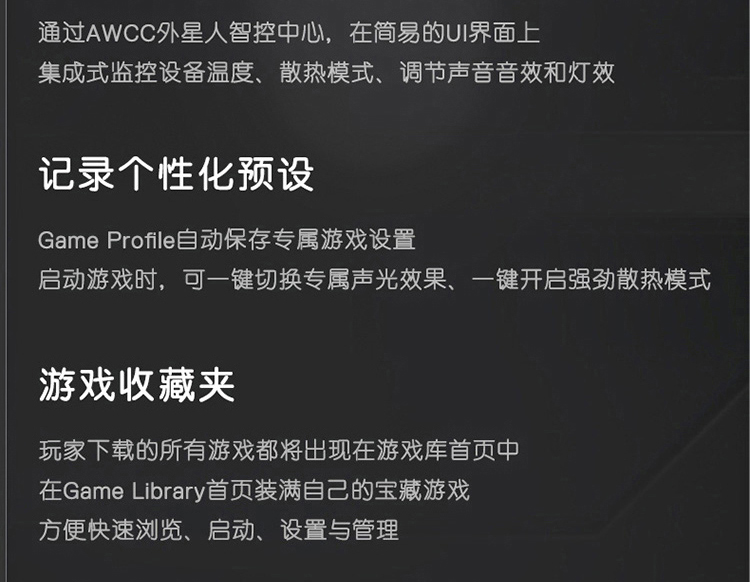 通过AWCC外星人智控中心，在简易的UI界面上
集成式监控设备温度、散热模式、调节声音音效和灯效
记录个性化预设
Game Profile自动保存专属游戏设置
启动游戏时，可一键切换专属声光效果、一键开启强劲散热模式
游戏收藏夹
玩家下载的所有游戏都将出现在游戏库首页中
在Game Library首页装满自己的宝藏游戏
方便快速浏览、启动、设置与管理